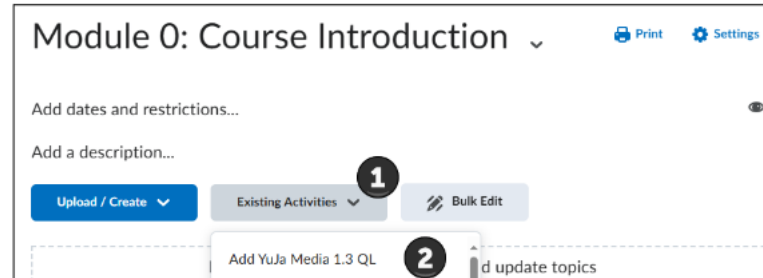 Module 0: Course Introduction
Print
Settings
Add dates and restrictions...
Add a description...
1
Upload / Create
Existing Activities
Bulk Edit
Add YuJa Media 1.3 QL
2
d update topics